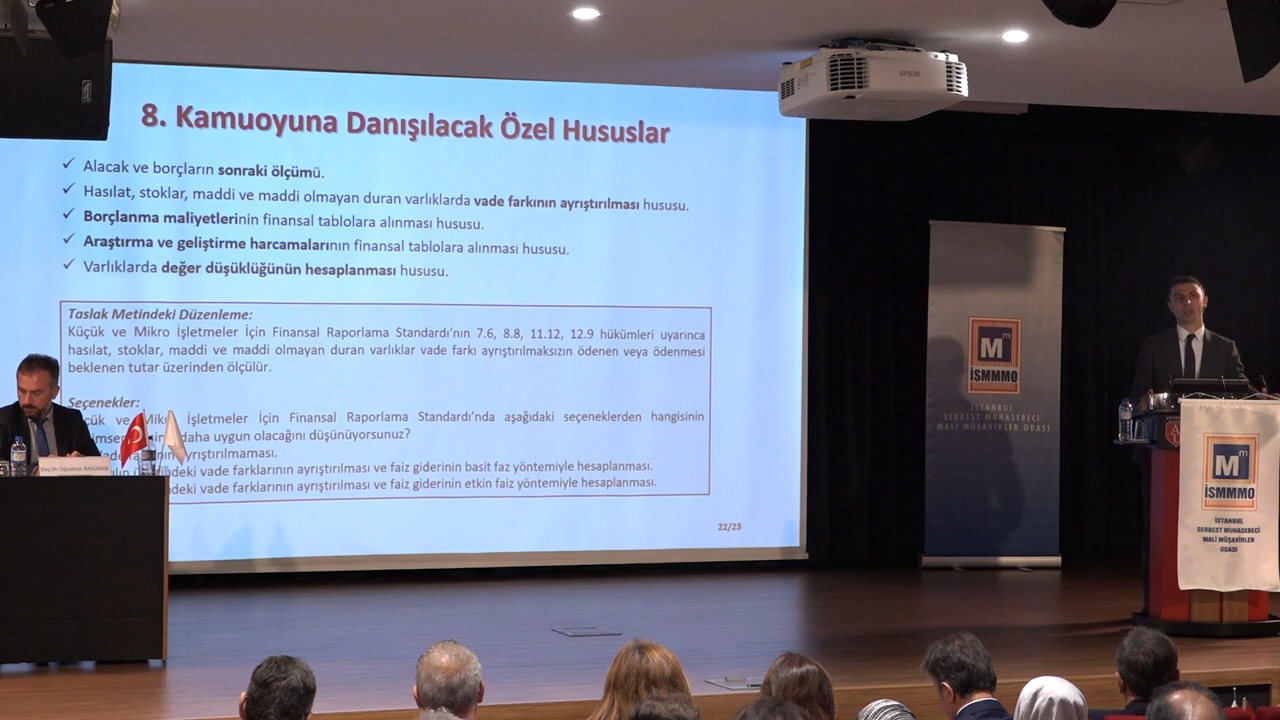 EPSON
8. Kamuoyuna Danışılacak Özel Hususlar
✓ Alacak ve borçların sonraki ölçümü.
✓ Hasılat, stoklar, maddi ve maddi olmayan duran varlıklarda vade farkının ayrıştırılması hususu.
✓ Borçlanma maliyetlerinin finansal tablolara alınması hususu.
✓ Araştırma ve geliştirme harcamalarının finansal tablolara alınması hususu.
✓ Varlıklarda değer düşüklüğünün hesaplanması hususu.
Taslak Metindeki Düzenleme:
Küçük ve Mikro İşletmeler İçin Finansal Raporlama Standardı’nın 7.6, 8.8, 11.12, 12.9 hükümleri uyarınca
hasılat, stoklar, maddi ve maddi olmayan duran varlıklar vade farkı ayrıştırılmaksızın ödenen veya ödenmesi
beklenen tutar üzerinden ölçülür.
Seçenekler:
ve İşletmeler İçin Finansal Raporlama Standardı’nda aşağıdaki seçeneklerden hangisinin
daha uygun olacağını düşünüyorsunuz?
ayrıştırılmaması.
vade farklarının ayrıştırılması ve faiz giderinin basit faz yöntemiyle hesaplanması.
vade farklarının ayrıştırılması ve faiz giderinin etkin faiz yöntemiyle hesaplanması.
22/23
Doç. Dr. Oğuzhan BAHADIR
Mm
İSMMMO
İSTANBUL
SERBEST MUHASEBECİ
MALİ MÜŞAVİRLER ODASI
Mm
İSMMMO
İSTANBUL
SERBEST MUHASEBECİ
MALİ MÜŞAVİRLER
ODASI